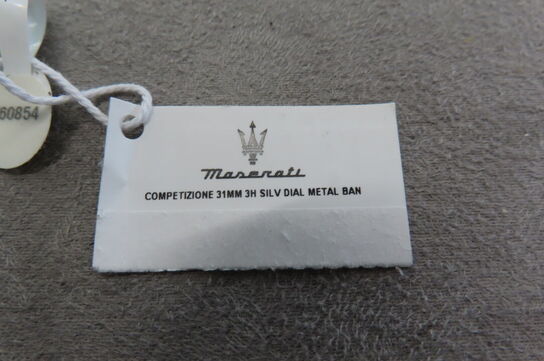 60854
Maserati
COMPETIZIONE 31MM 3H SILV DIAL METAL BAN